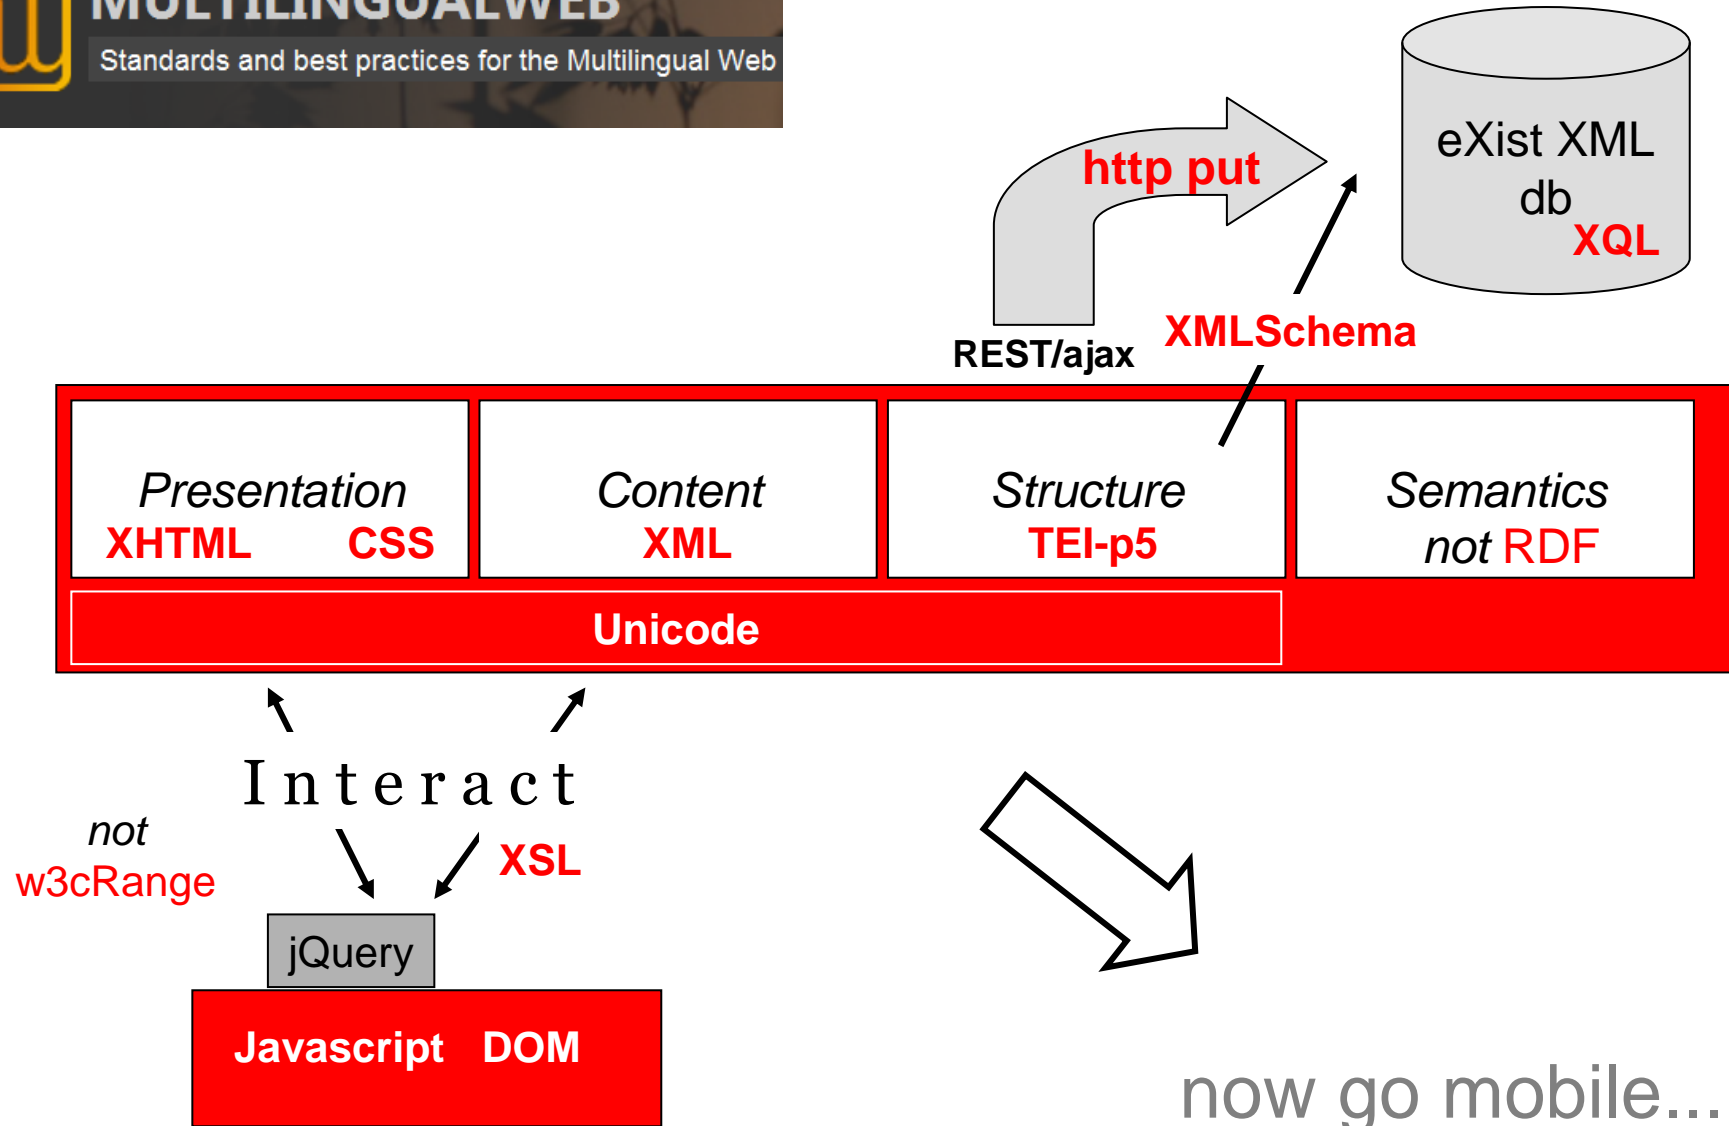 MULTILINGUALWEB
Standards and best practices for the Multilingual Web
http put
eXist XML
db
XQL
REST/ajax
XMLSchema
Presentation
XHTML CSS
Content
XML
Structure
TEI-p5
Semantics
not RDF
Unicode
Interact
not
w3cRange
XSL
jQuery
Javascript DOM
now go mobile...